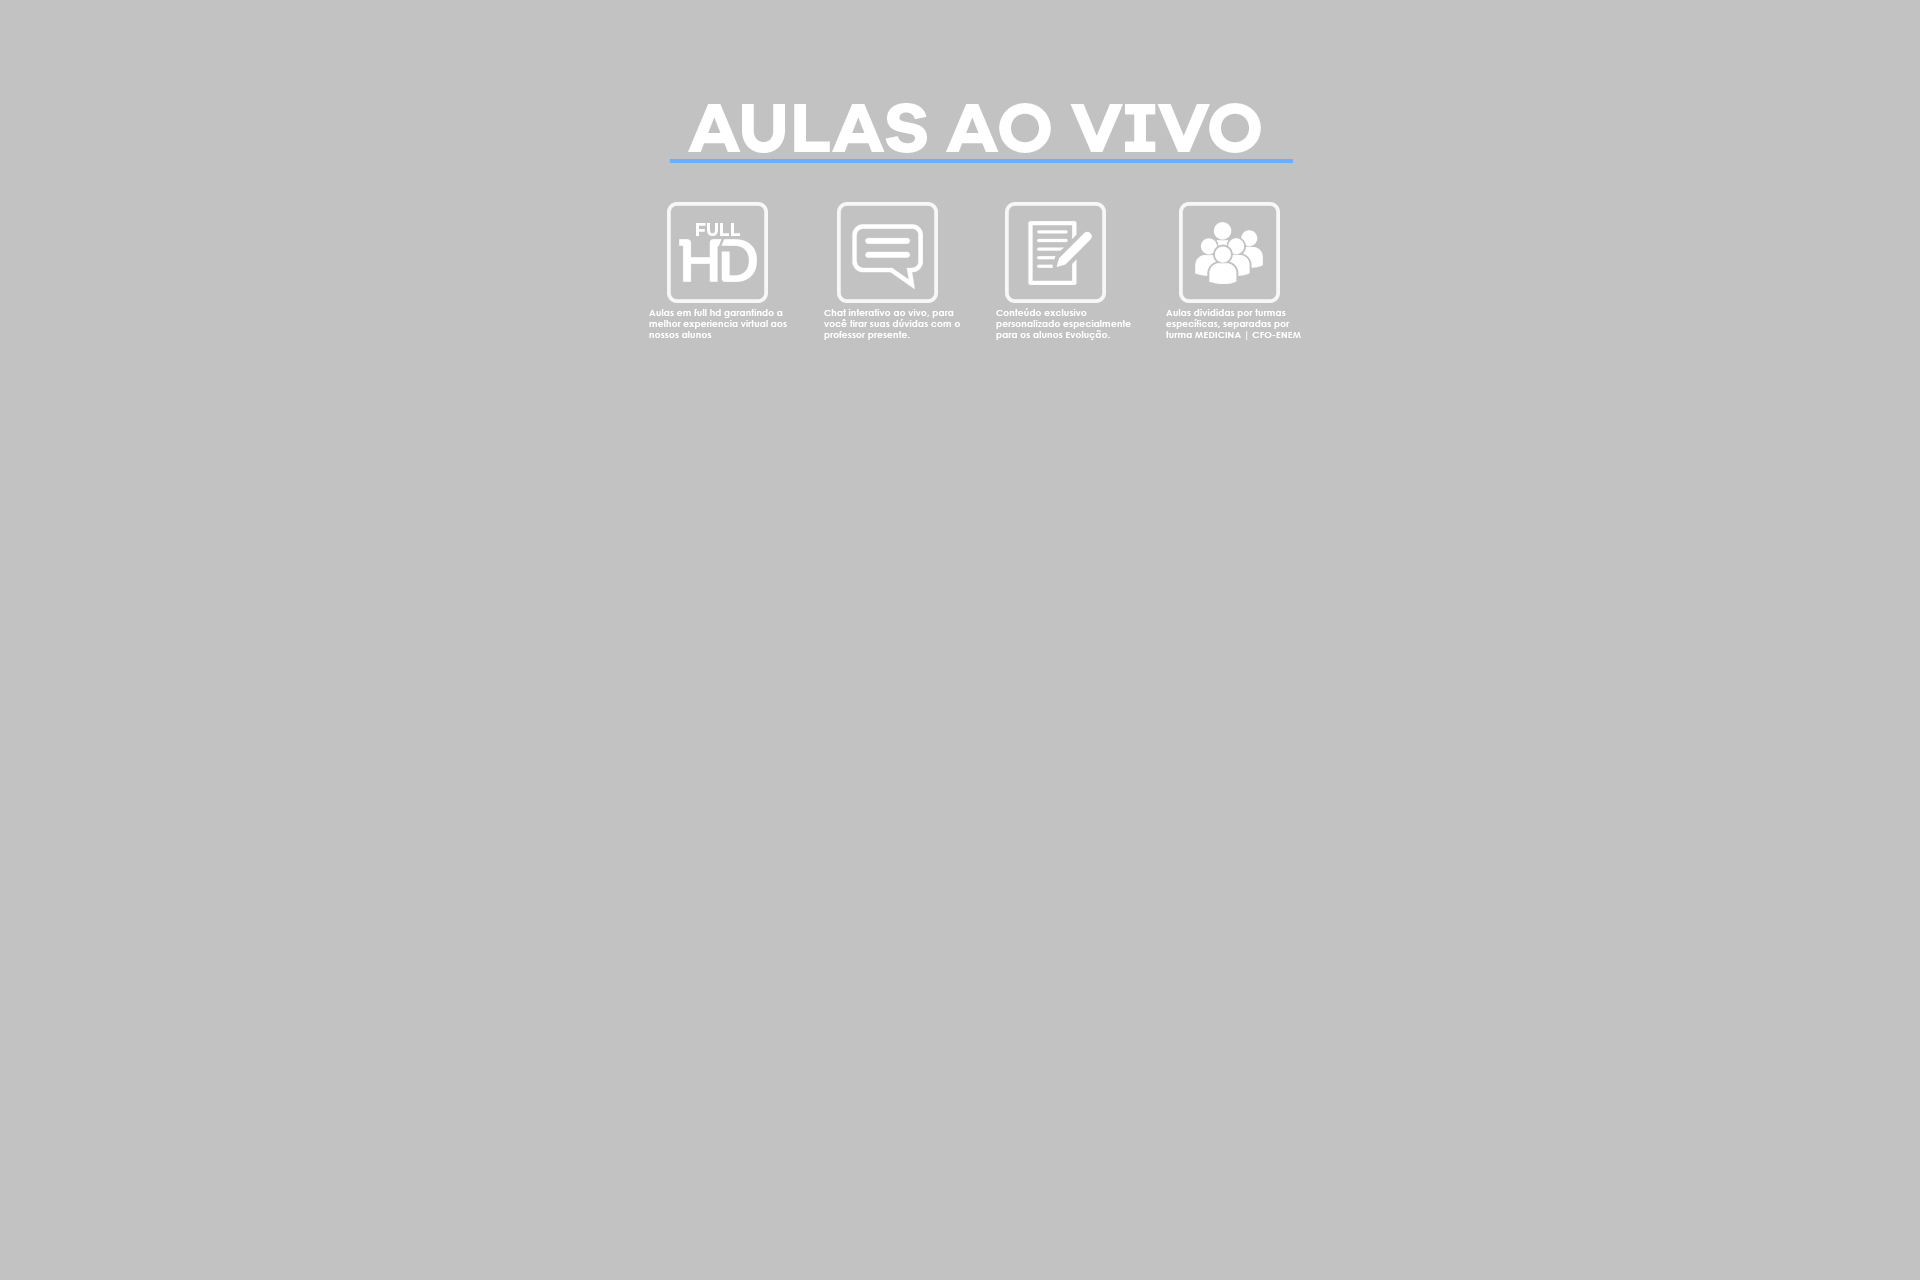 AULAS AO VIVO
FULL
HD
Aulas em full hd garantindo a
melhor experiencia virtual aos
nossos alunos
Chat interativo ao vivo, para
você tirar suas dúvidas com o
professor presente.
Conteúdo exclusivo
personalizado especialmente
para os alunos Evolução.
Aulas divididas por turmas
específicas, separadas por
turma MEDICINA | CFO-ENEM